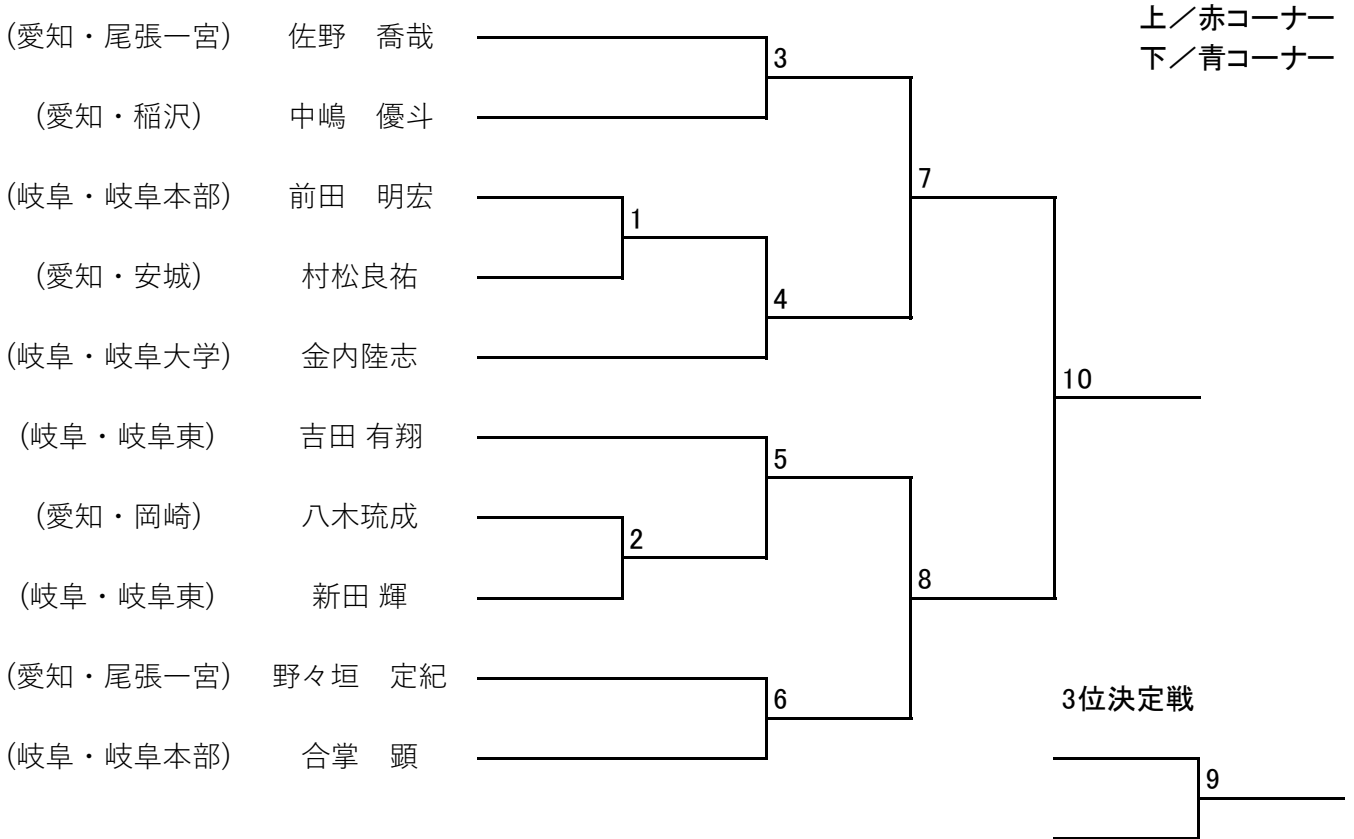 上／赤コーナー
下／青コーナー
(愛知・尾張一宮) 佐野　喬哉
3
(愛知・稲沢) 中嶋　優斗
(岐阜・岐阜本部) 前田　明宏
7
1
(愛知・安城) 村松良祐
4
(岐阜・岐阜大学) 金内陸志
10
(岐阜・岐阜東) 吉田 有翔
5
(愛知・岡崎) 八木琉成
2
(岐阜・岐阜東) 新田 輝
8
(愛知・尾張一宮) 野々垣　定紀
6
3位決定戦
(岐阜・岐阜本部) 合掌　顕
9